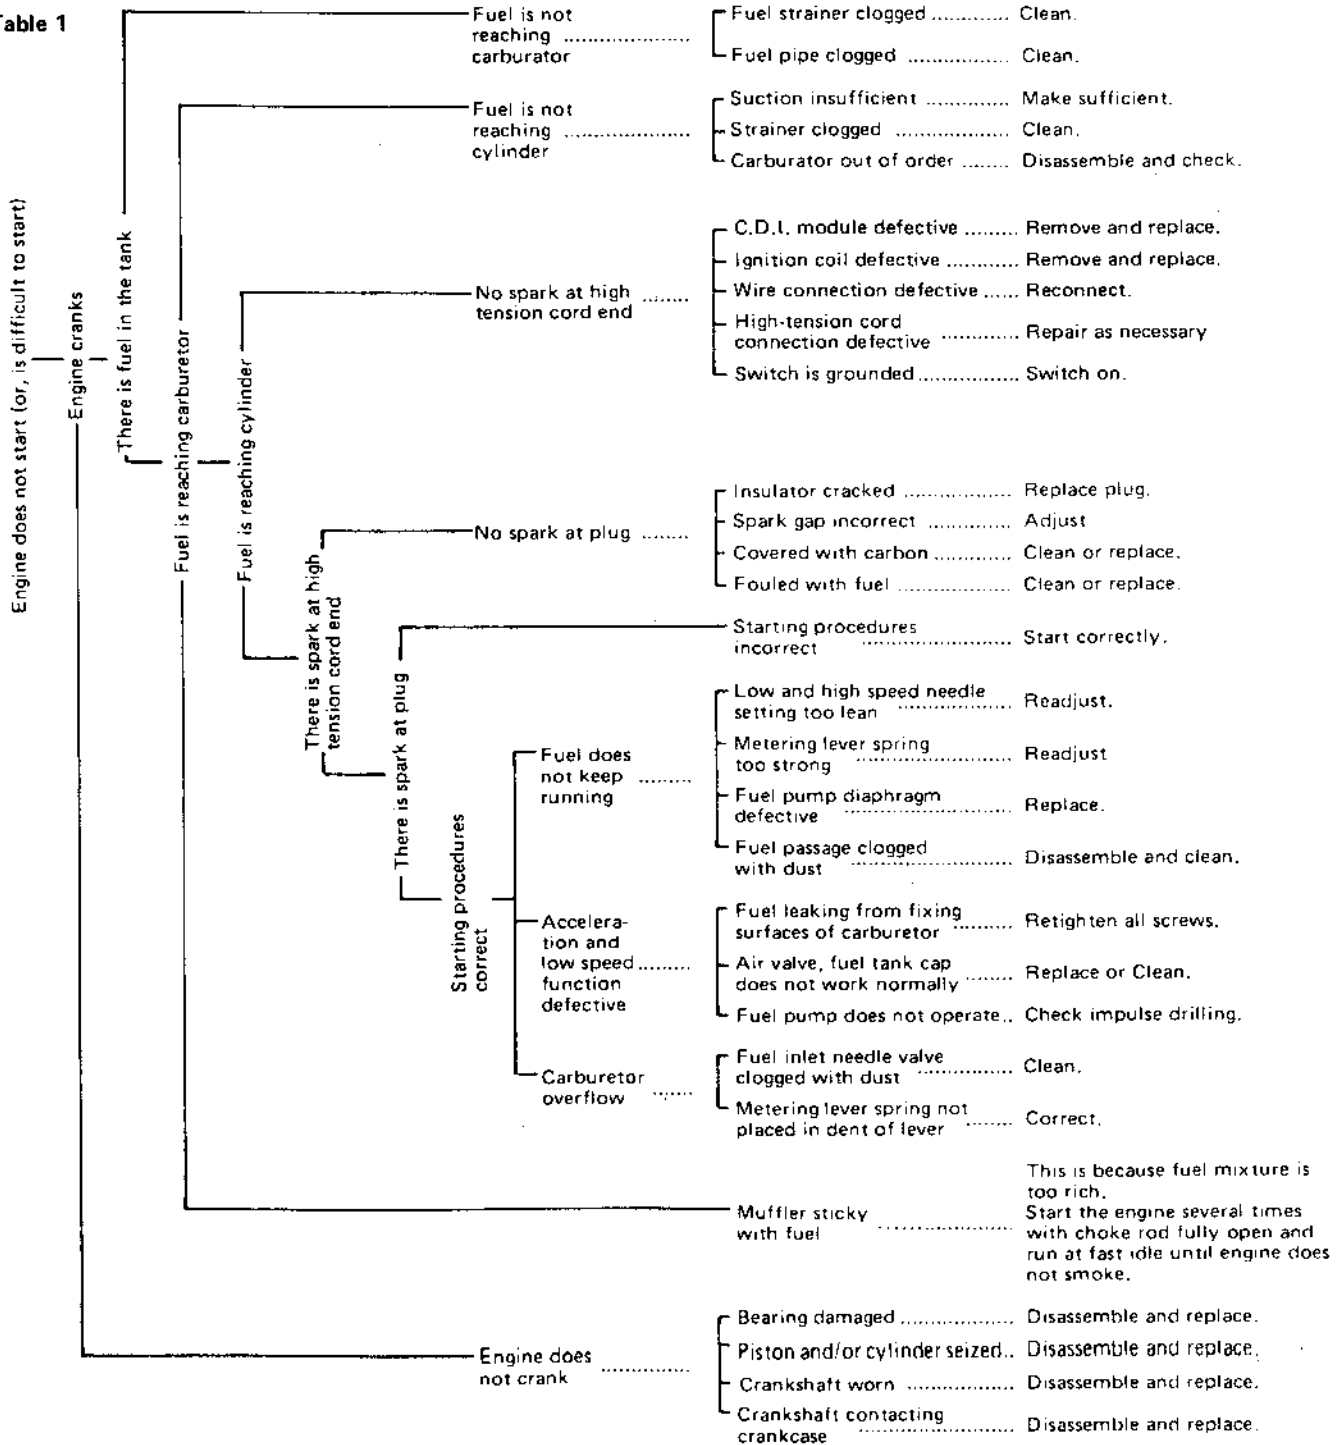 Table 1
Engine does not start (or, is difficult to start)
Engine cranks
There is fuel in the tank
Fuel is reaching carburetor
Fuel is reaching cylinder
There is spark at high
tension cord end
There is spark at plug
Starting procedures
correct
Fuel is not
reaching ......................
carburator
Fuel strainer clogged ............ Clean.
Fuel pipe clogged ................ Clean.
Fuel is not
reaching ......................
cylinder
Suction insufficient ............. Make sufficient.
Strainer clogged .................. Clean.
Carburator out of order ........ Disassemble and check.
No spark at high ........
tension cord end
C.D.I. module defective ......... Remove and replace.
Ignition coil defective ............ Remove and replace.
Wire connection defective ...... Reconnect.
High-tension cord
connection defective ............. Repair as necessary
Switch is grounded ................. Switch on.
No spark at plug ........
Insulator cracked ................. Replace plug.
Spark gap incorrect .............. Adjust
Covered with carbon ............. Clean or replace.
Fouled with fuel ................... Clean or replace.
Starting procedures
incorrect .......................... Start correctly.
Fuel does
not keep .........
running
Low and high speed needle
setting too lean ................... Readjust.
Metering lever spring
too strong .......................... Readjust
Fuel pump diaphragm
defective ............................ Replace.
Fuel passage clogged
with dust ........................... Disassemble and clean.
Accelera-
tion and
low speed .........
function
defective
Fuel leaking from fixing
surfaces of carburetor .......... Retighten all screws.
Air valve, fuel tank cap
does not work normally ........ Replace or Clean.
Fuel pump does not operate.. Check impulse drilling.
Carburetor
overflow .......
Fuel inlet needle valve
clogged with dust ................ Clean.
Metering lever spring not
placed in dent of lever ........ Correct.
Muffler sticky
with fuel .......................
This is because fuel mixture is
too rich.
Start the engine several times
with choke rod fully open and
run at fast idle until engine does
not smoke.
Engine does
not crank ................
Bearing damaged ................... Disassemble and replace.
Piston and/or cylinder seized.. Disassemble and replace.
Crankshaft worn .................. Disassemble and replace.
Crankshaft contacting
crankcase .......................... Disassemble and replace.